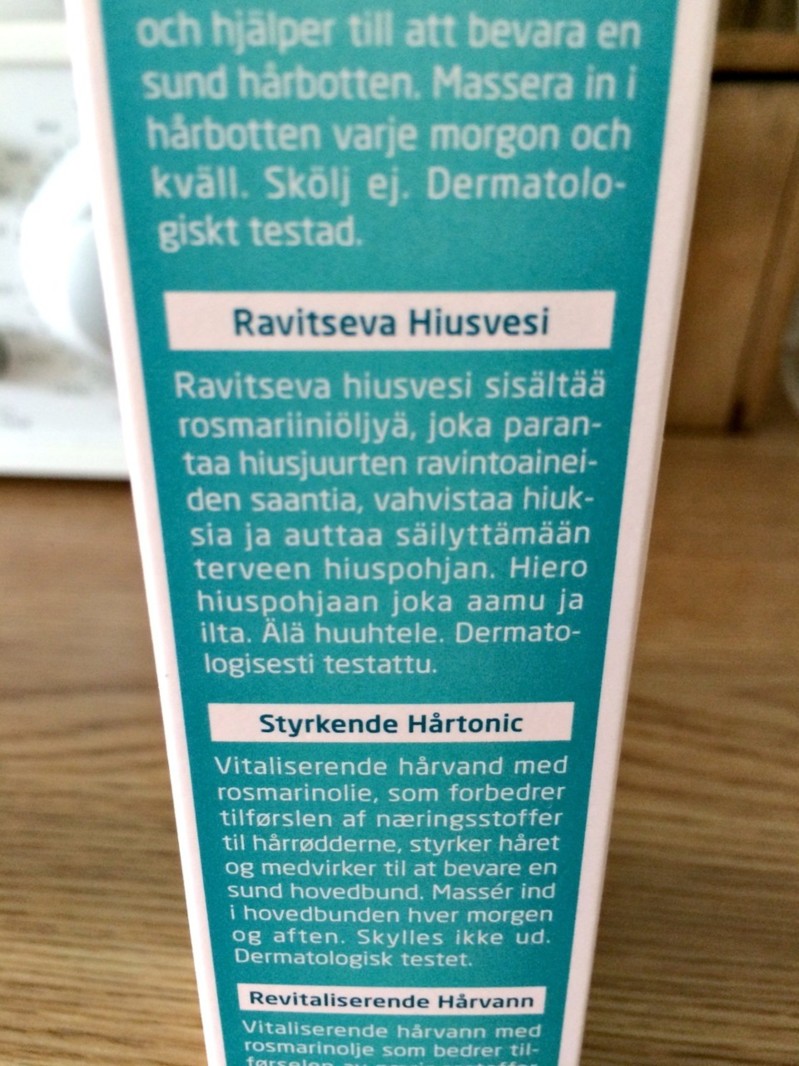 och hjälper till att bevara en
sund hårbotten. Massera in i
hårbotten varje morgon och
kväll. Skölj ej. Dermatolo-
giskt testad.
Ravitseva Hiusvesi
Ravitseva hiusvesi sisältää
rosmariiniöljyä, joka paran-
taa hiusjuurten ravintoainei-
den saantia, vahvistaa hiuk-
sia ja auttaa säilyttämään
terveen hiuspohjan. Hiero
hiuspohjaan joka aamu ja
ilta. Älä huuhtele. Dermato-
logisesti testattu.
Styrkende Hårtonic
Vitaliserende hårvand med
rosmarinolie, som forbedrer
tilførslen af næringsstoffer
til hårrødderne, styrker håret
og medvirker til at bevare en
sund hovedbund. Massér ind
i hovedbunden hver morgen
og aften. Skylles ikke ud.
Dermatologisk testet.
Revitaliserende Hårvann
Vitaliserende hårvann med
rosmarinolje som bedrer til-